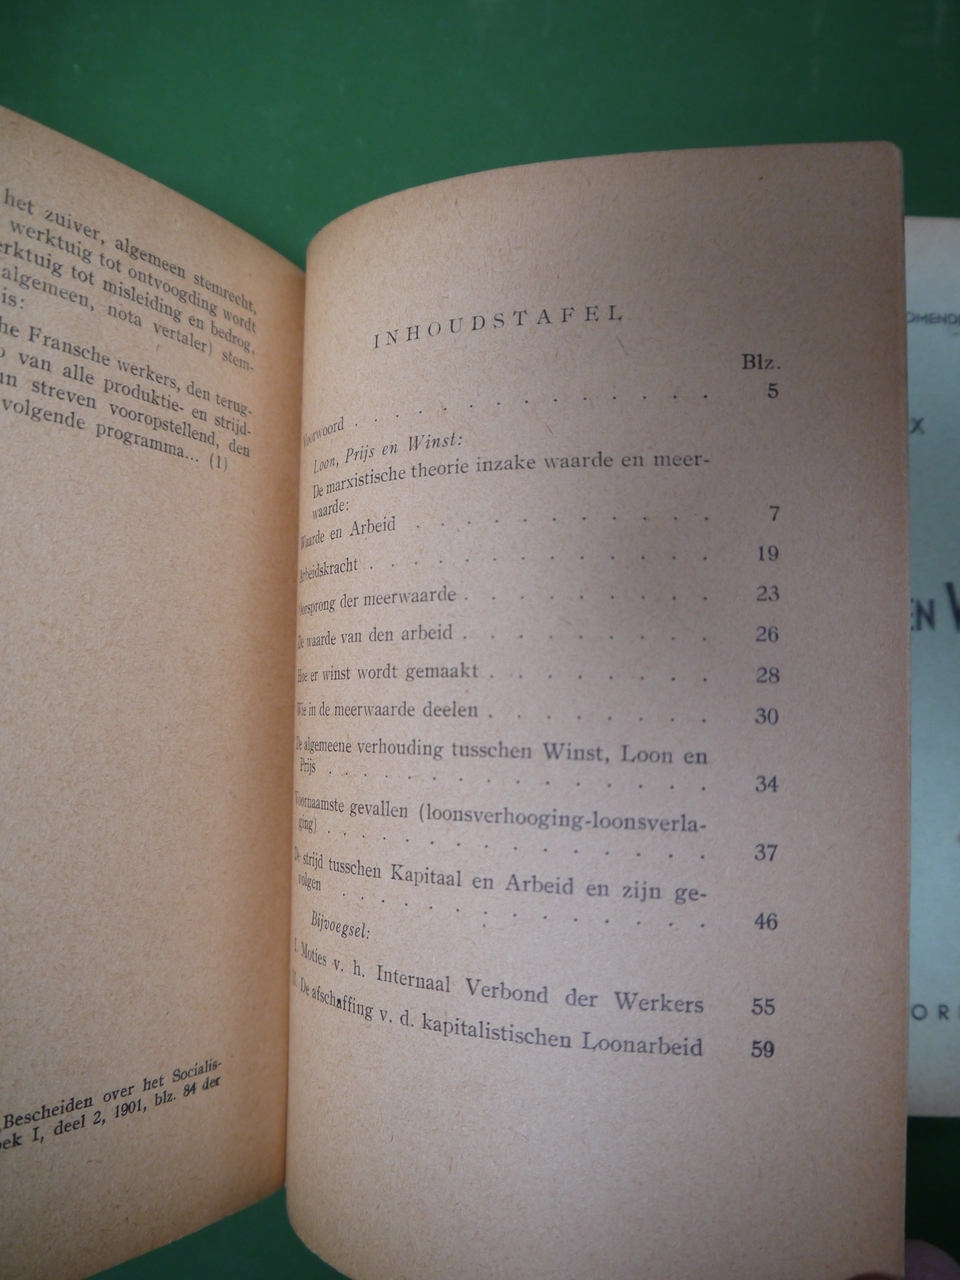 het zuiver, algemeen stemrecht,
werktuig tot ontvoogding wordt
erktuig tot misleiding en bedrog,
algemeen, nota vertaler) stem-
is:
he Fransche werkers, den terug-
van alle produktie- en strijd-
un streven vooropstellend, den
volgende programma... (1)
Bescheiden over het Socialis-
ek I, deel 2, 1901, blz. 84 der
INHOUDSTAFEL
Blz.
Voorwoord . . . . . . . . . . . . 5
Loon, Prijs en Winst:
De marxistische theorie inzake waarde en meer-
waarde:
Waarde en Arbeid . . . . . . . . . . 7
Arbeidskracht . . . . . . . . . . . 19
Oorsprong der meerwaarde . . . . . . . . 23
De waarde van den arbeid . . . . . . . . 26
Hoe er winst wordt gemaakt . . . . . . . . 28
Wie in de meerwaarde deelen . . . . . . . . 30
De algemeene verhouding tusschen Winst, Loon en
Prijs . . . . . . . . . . . . 34
Voornaamste gevallen (loonsverhooging-loonsverla-
ging) . . . . . . . . . . . . 37
De strijd tusschen Kapitaal en Arbeid en zijn ge-
volgen . . . . . . . . . . . 46
Bijvoegsel:
I. Moties v. h. Internaal Verbond der Werkers 55
II. De afschaffing v. d. kapitalistischen Loonarbeid 59
OMENDE
X
EN W
OR